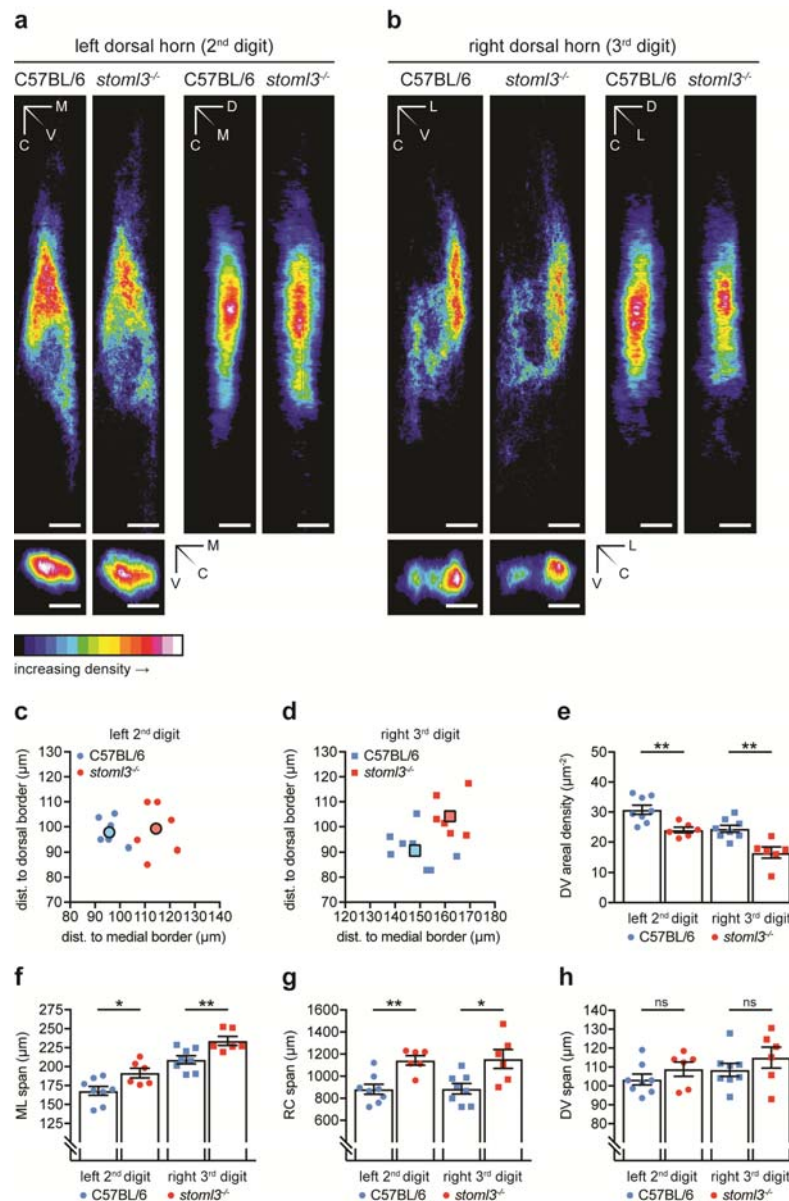 a
b
left dorsal horn (2nd digit)
right dorsal horn (3rd digit)
C57BL/6 stoml3-/- C57BL/6 stoml3-/-
C57BL/6 stoml3-/- C57BL/6 stoml3-/-
M
V
C
D
M
C
L
V
C
D
L
C
M
C
V
L
C
V
increasing density →
c
left 2nd digit
C57BL/6
stoml3-/-
130
120
110
100
90
80
70
dist. to dorsal border (µm)
80 90 100 110 120 130 140
dist. to medial border (µm)
d
right 3rd digit
C57BL/6
stoml3-/-
130
120
110
100
90
80
70
dist. to dorsal border (µm)
120 130 140 150 160 170 180
dist. to medial border (µm)
e
** **
50
40
30
20
10
0
DV areal density (µm-2)
left 2nd digit right 3rd digit
C57BL/6 stoml3-/-
f
* **
275
250
225
200
175
150
125
ML span (µm)
left 2nd digit right 3rd digit
C57BL/6 stoml3-/-
g
** *
1600
1400
1200
1000
800
600
RC span (µm)
left 2nd digit right 3rd digit
C57BL/6 stoml3-/-
h
ns ns
140
130
120
110
100
90
80
DV span (µm)
left 2nd digit right 3rd digit
C57BL/6 stoml3-/-